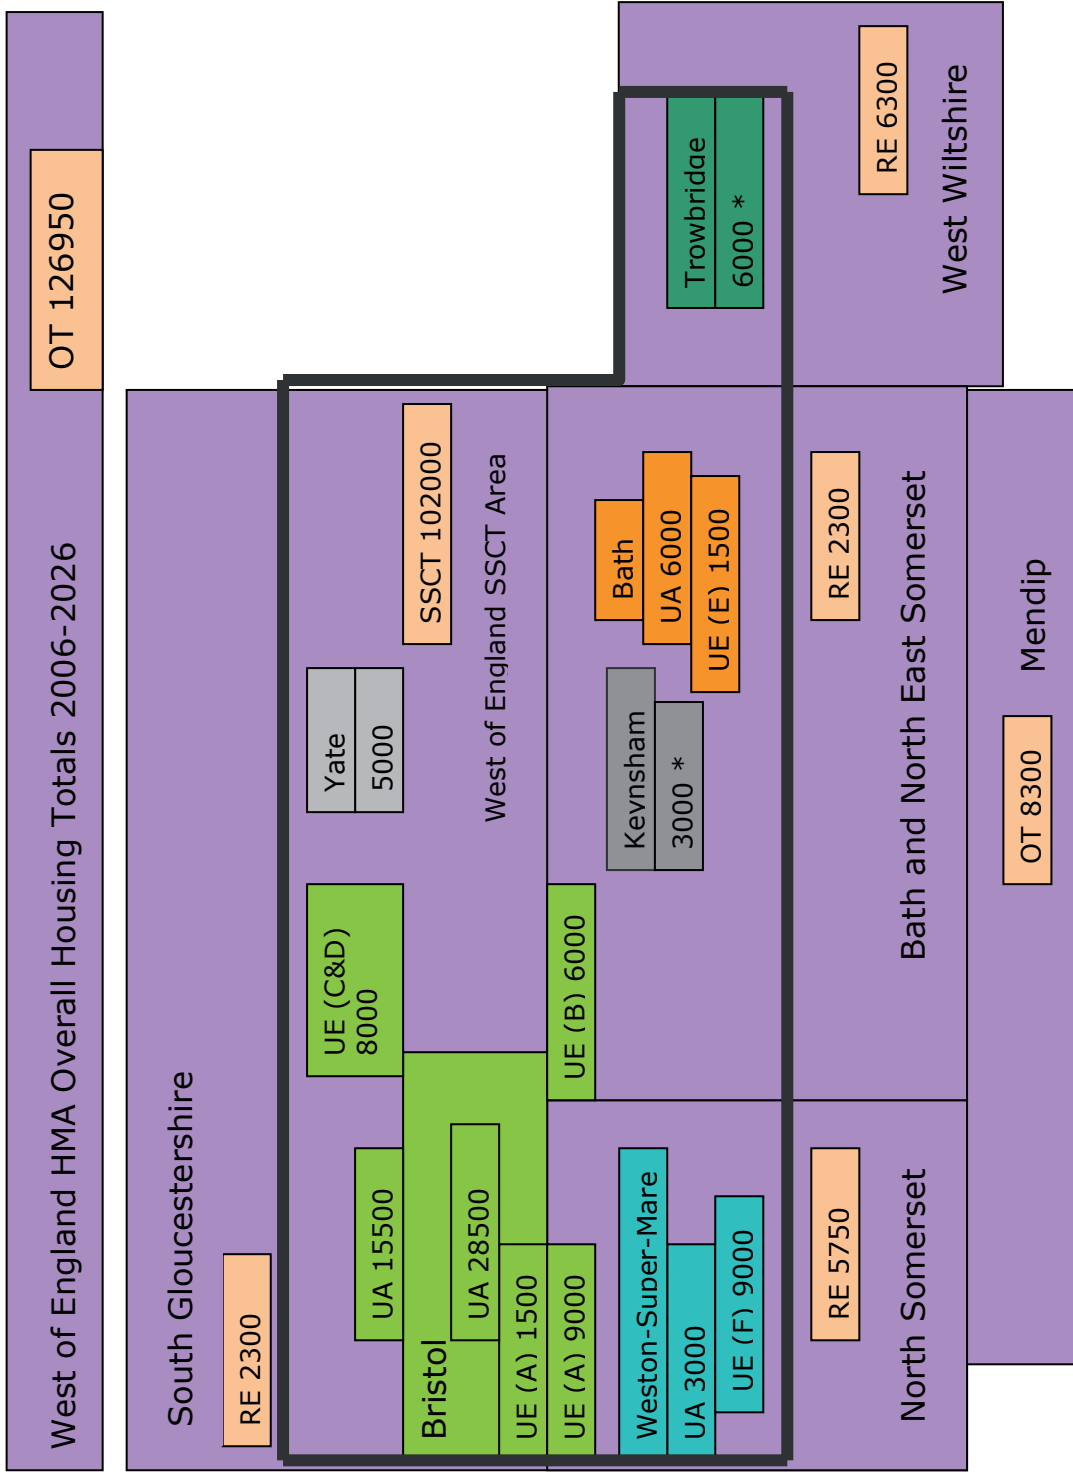 West of England HMA Overall Housing Totals 2006-2026
OT 126950
South Gloucestershire
RE 2300
UE (C&D)
8000
Yate
5000
UA 15500
SSCT 102000
Bristol
UA 28500
West of England SSCT Area
UE (A) 1500
UE (A) 9000
UE (B) 6000
Bath
UA 6000
UE (E) 1500
Kevnsham
3000 *
Weston-Super-Mare
UA 3000
UE (F) 9000
Trowbridae
6000 *
RE 5750
RE 2300
RE 6300
North Somerset
Bath and North East Somerset
West Wiltshire
OT 8300
Mendip